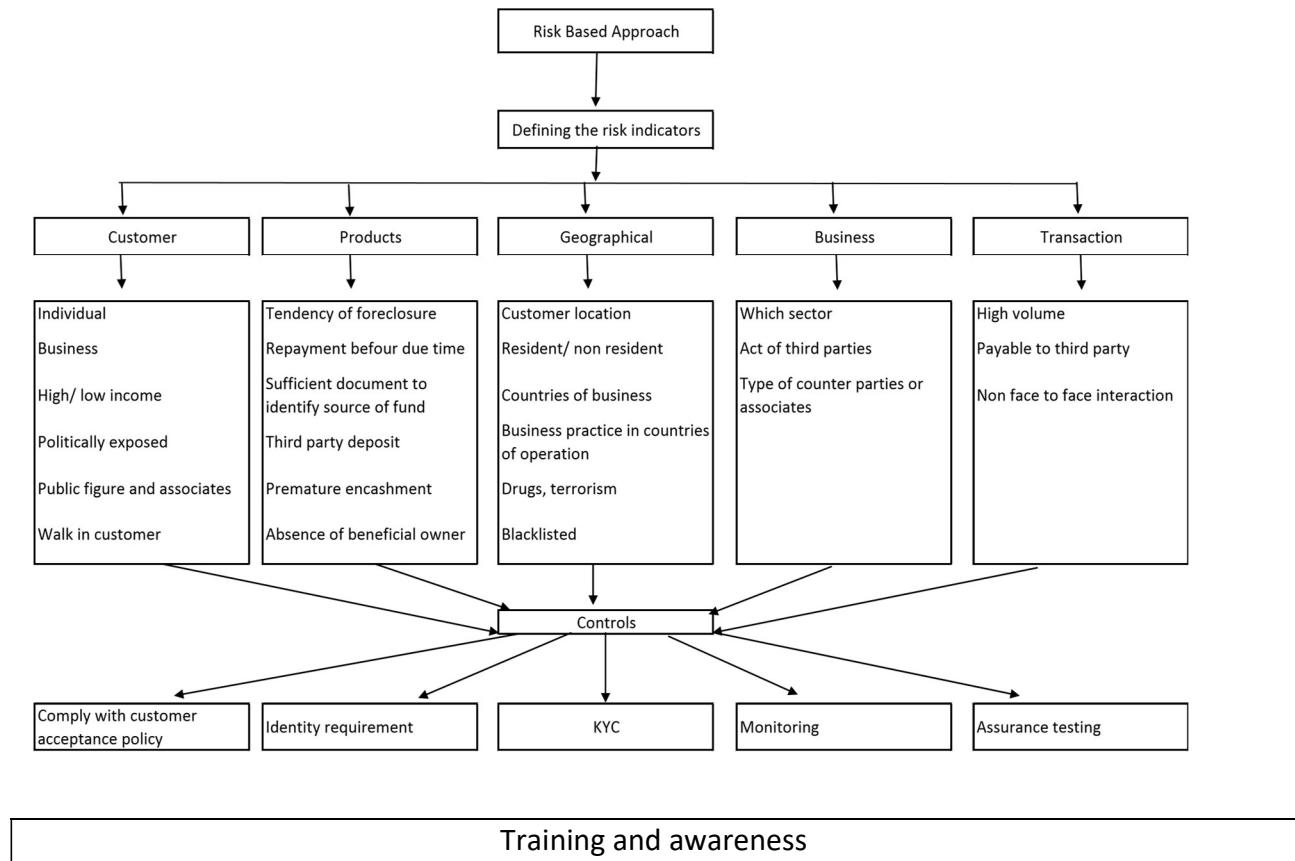 Risk Based Approach
Defining the risk indicators
Customer
Products
Geographical
Business
Transaction
Individual
Business
High/ low income
Politically exposed
Public figure and associates
Walk in customer
Tendency of foreclosure
Repayment befour due time
Sufficient document to
identify source of fund
Third party deposit
Premature encashment
Absence of beneficial owner
Customer location
Resident/ non resident
Countries of business
Business practice in countries
of operation
Drugs, terrorism
Blacklisted
Which sector
Act of third parties
Type of counter parties or
associates
High volume
Payable to third party
Non face to face interaction
Controls
Comply with customer
acceptance policy
Identity requirement
KYC
Monitoring
Assurance testing
Training and awareness